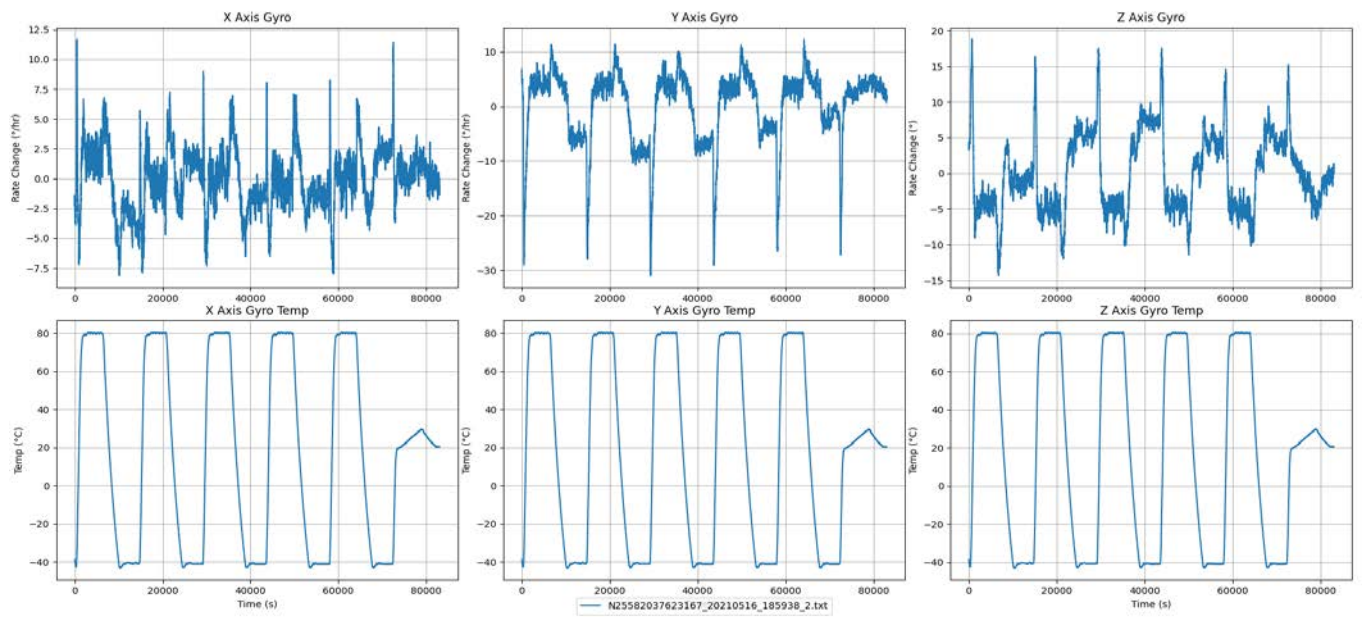 X Axis Gyro
Y Axis Gyro
Z Axis Gyro
Rate Change (°/hr)
12.5
10.0
7.5
5.0
2.5
0.0
−2.5
−5.0
−7.5
0 20000 40000 60000 80000
Rate Change (°/hr)
10
0
−10
−20
−30
0 20000 40000 60000 80000
Rate Change (°)
20
15
10
5
0
−5
−10
−15
0 20000 40000 60000 80000
X Axis Gyro Temp
Y Axis Gyro Temp
Z Axis Gyro Temp
Temp (°C)
80
60
40
20
0
−20
−40
0 20000 40000 60000 80000
Time (s)
Temp (°C)
80
60
40
20
0
−20
−40
0 20000 40000 60000 80000
Temp (°C)
80
60
40
20
0
−20
−40
0 20000 40000 60000 80000
Time (s)
N25582037623167_20210516_185938_2.txt